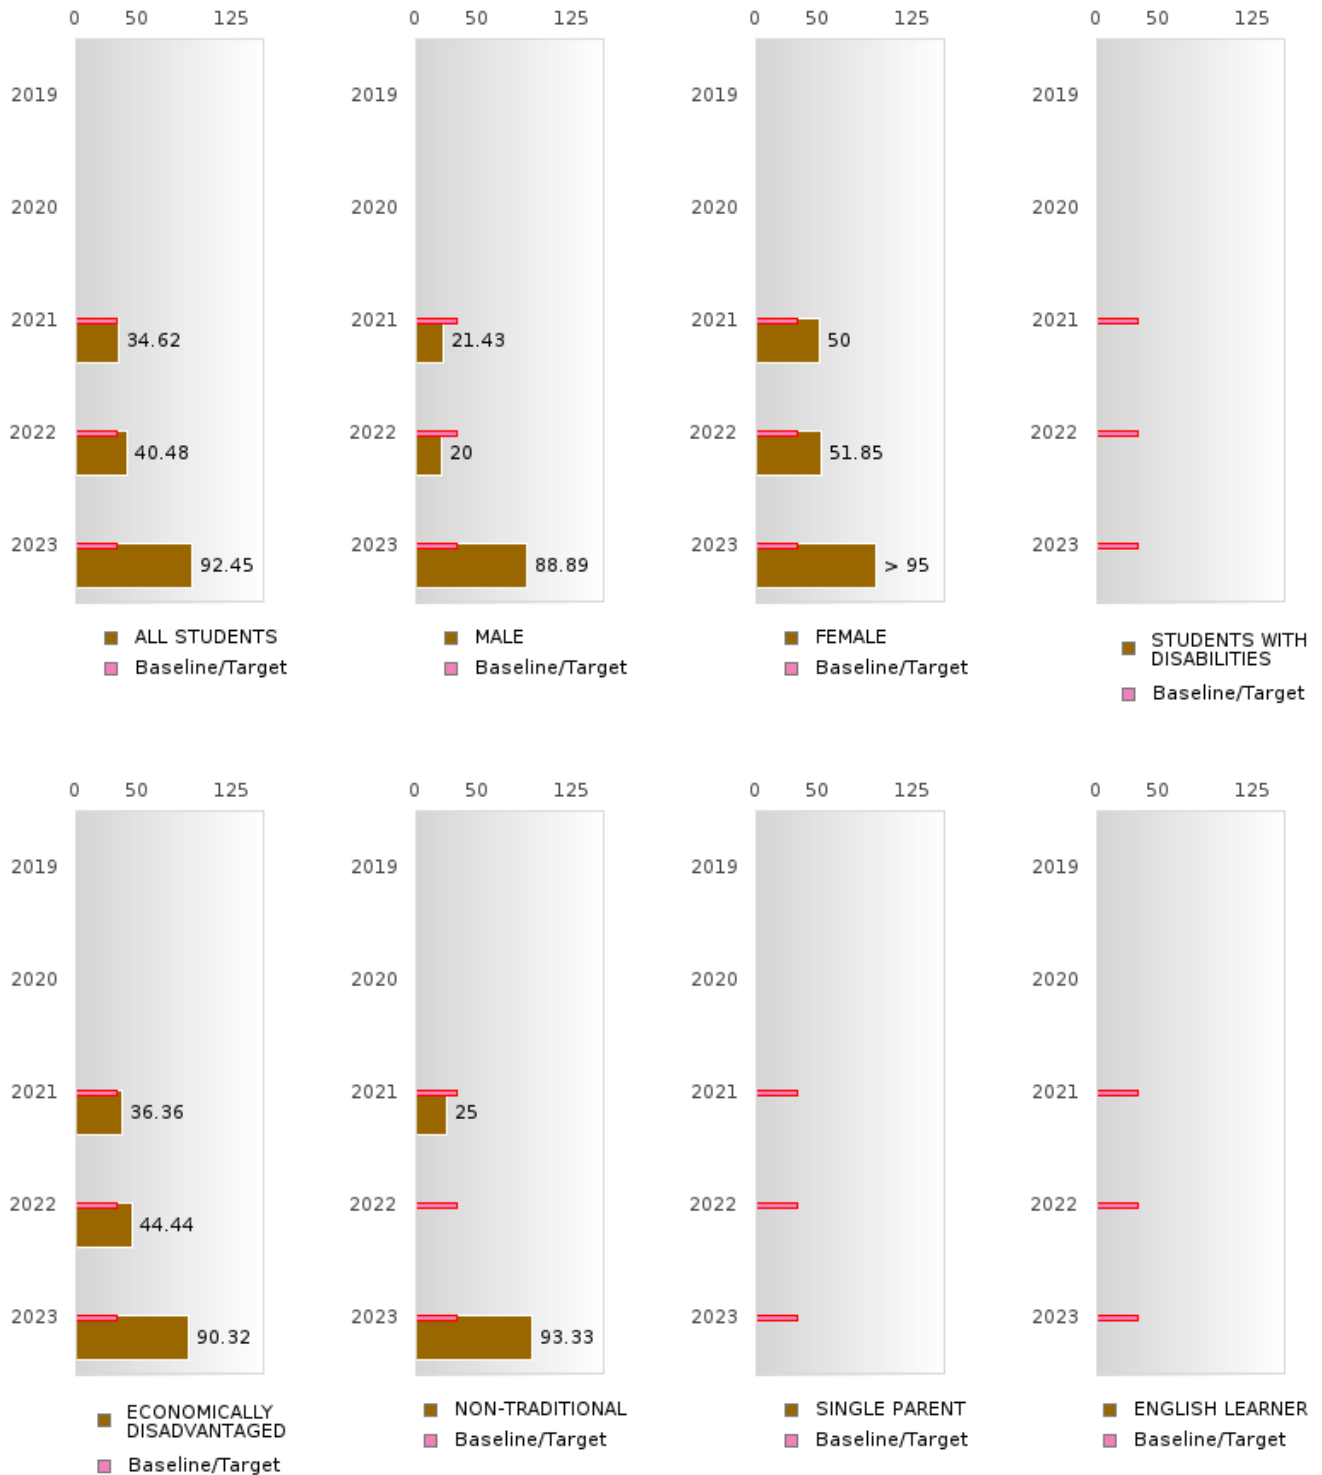 0 50 125
2019
2020
2021
34.62
2022
40.48
2023
92.45
ALL STUDENTS
Baseline/Target
0 50 125
2019
2020
2021
21.43
2022
20
2023
88.89
MALE
Baseline/Target
0 50 125
2019
2020
2021
50
2022
51.85
2023
> 95
FEMALE
Baseline/Target
0 50 125
2019
2020
2021
2022
2023
STUDENTS WITH
DISABILITIES
Baseline/Target
0 50 125
2019
2020
2021
36.36
2022
44.44
2023
90.32
ECONOMICALLY
DISADVANTAGED
Baseline/Target
0 50 125
2019
2020
2021
25
2022
2023
93.33
NON-TRADITIONAL
Baseline/Target
0 50 125
2019
2020
2021
2022
2023
SINGLE PARENT
Baseline/Target
0 50 125
2019
2020
2021
2022
2023
ENGLISH LEARNER
Baseline/Target